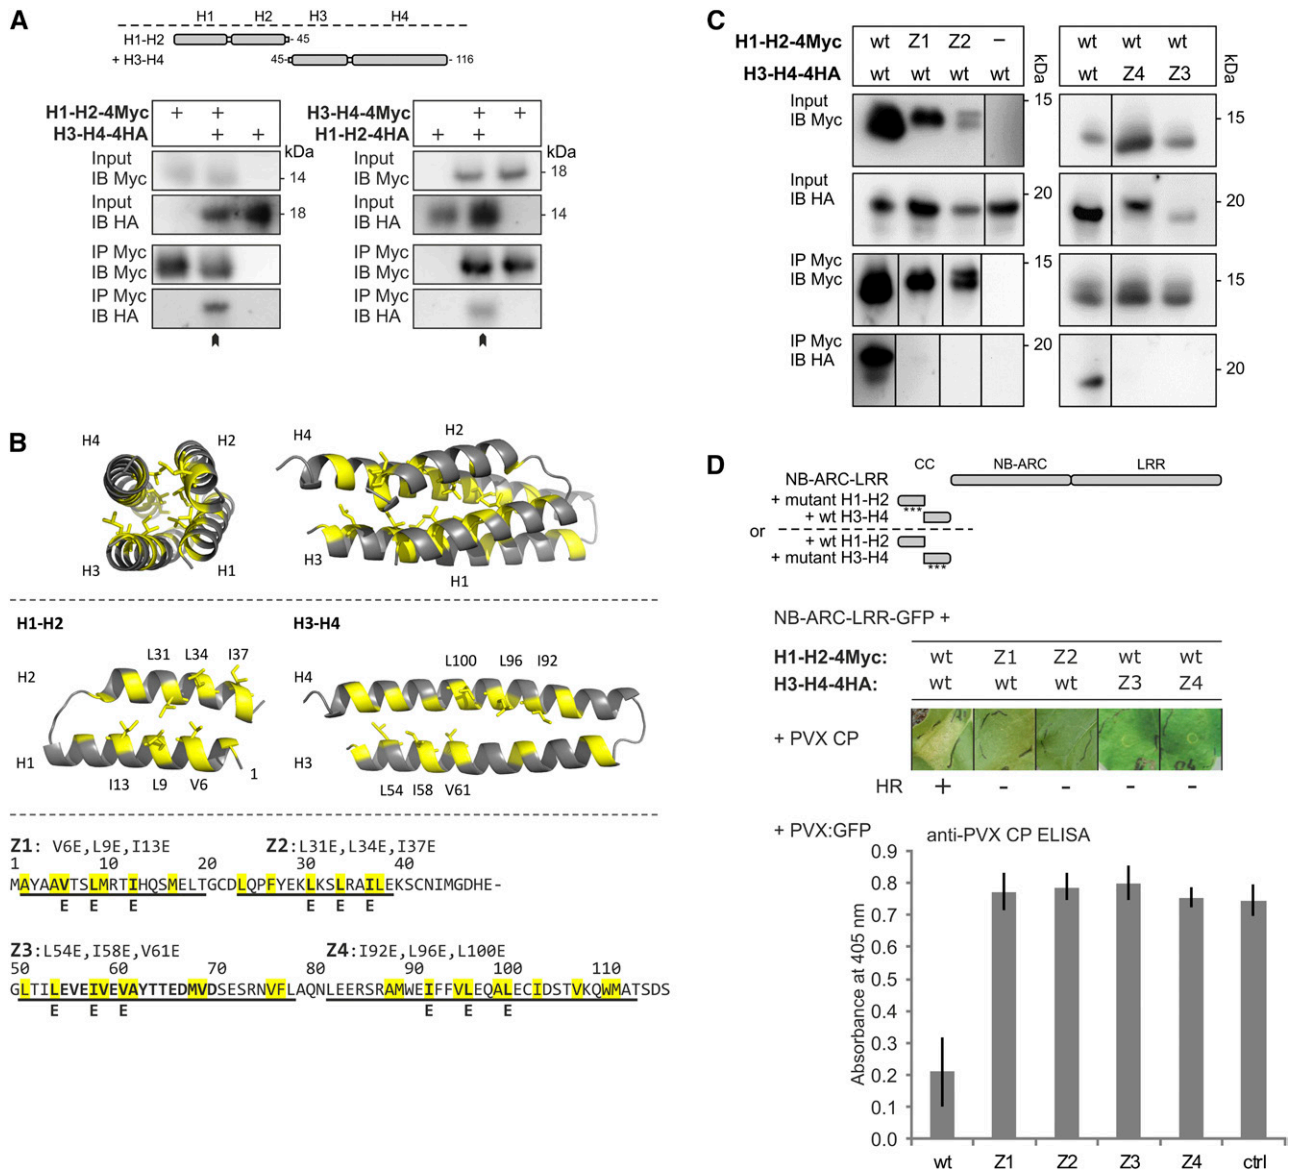 A
H1 H2 H3 H4
H1-H2 - 45
+ H3-H4 45- - 116
H1-H2-4Myc + +
H3-H4-4HA + +
kDa
Input
IB Myc - 14
Input
IB HA - 18
IP Myc
IB Myc
IP Myc
IB HA
H3-H4-4Myc + +
H1-H2-4HA + +
kDa
Input
IB Myc - 18
Input
IB HA - 14
IP Myc
IB Myc
IP Myc
IB HA
B
H4 H2
H3 H1
H4 H2
H3 H1
H1-H2
H2 L31 L34 I37
H1 I13 L9 V6 1
H3-H4
H4 L100 L96 I92
H3 L54 I58 V61
Z1: V6E,L9E,I13E Z2:L31E,L34E,I37E
1 10 20 30 40
MAYAAVTSLMRTIHQSMELTGCDLQPFYEKLKSLRAILEKSCNIMGDHE-
E E E E E E
Z3:L54E,I58E,V61E Z4:I92E,L96E,L100E
50 60 70 80 90 100 110
GLTILEVEIVEVAYTTEDMVDSESRNVFLAQNLEERSRAMWEIFFVLEQALECIDSTVKQWMATSDS
E E E E E E
C
H1-H2-4Myc wt Z1 Z2 – wt wt wt
H3-H4-4HA wt wt wt wt wt Z4 Z3
kDa kDa
Input
IB Myc 15 - 15
Input
IB HA 20 - 20
IP Myc
IB Myc 15 - 15
IP Myc
IB HA - 20 - 20
D
CC NB-ARC LRR
NB-ARC-LRR
+ mutant H1-H2
***
+ wt H3-H4
or
+ wt H1-H2
+ mutant H3-H4
***
NB-ARC-LRR-GFP +
H1-H2-4Myc: wt Z1 Z2 wt wt
H3-H4-4HA: wt wt wt Z3 Z4
+ PVX CP
HR + - - - -
+ PVX:GFP
anti-PVX CP ELISA
Absorbance at 405 nm
0.9
0.8
0.7
0.6
0.5
0.4
0.3
0.2
0.1
0.0
wt Z1 Z2 Z3 Z4 ctrl